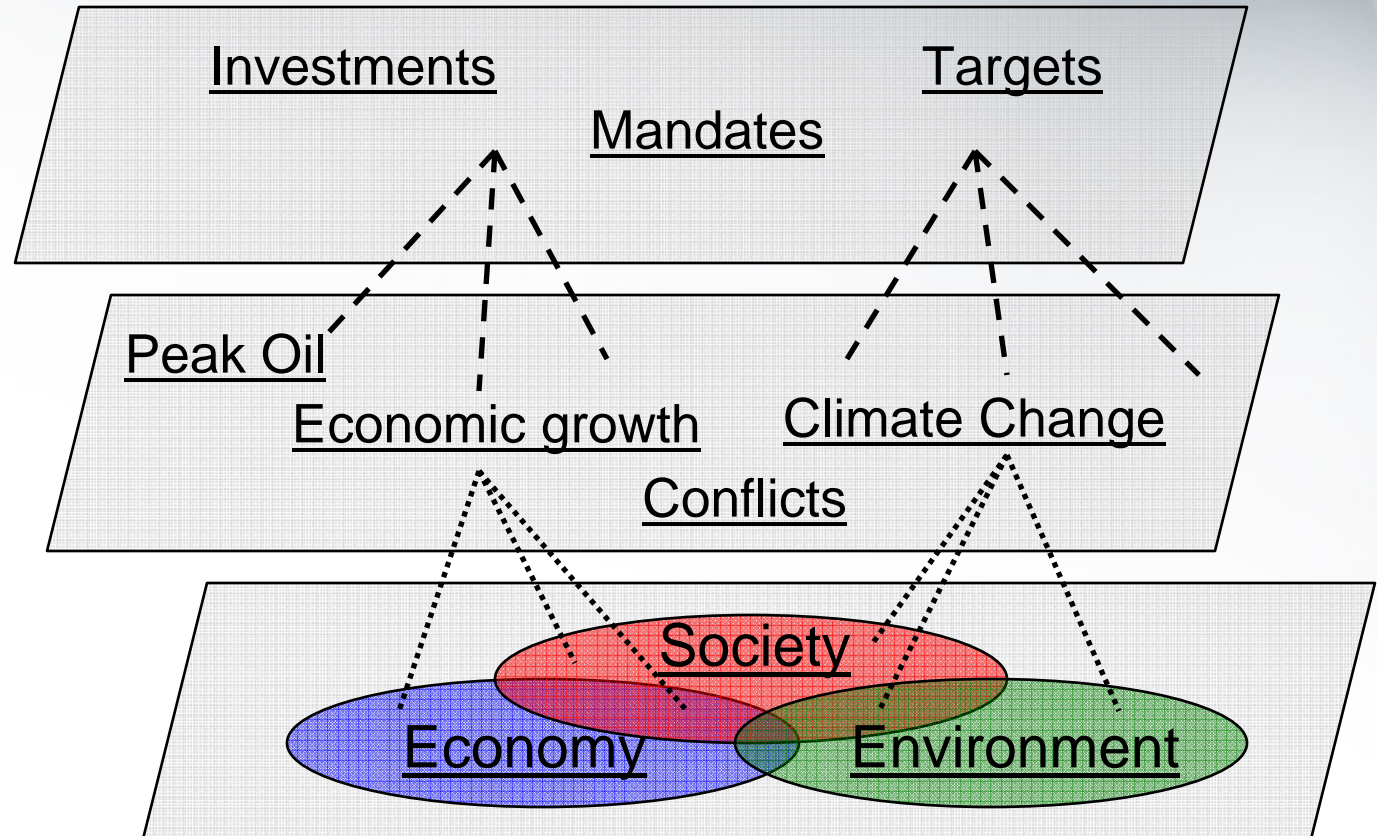 Investments
Targets
Mandates
Peak Oil
Economic growth
Climate Change
Conflicts
Society
Economy
Environment